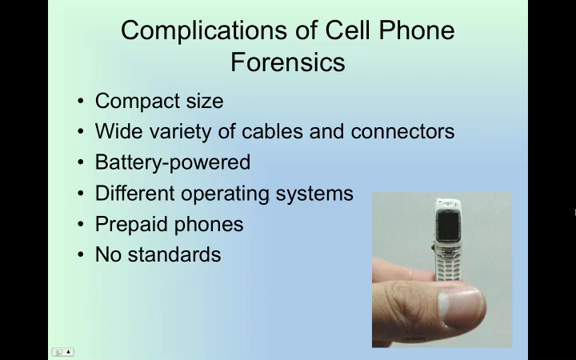 Complications of Cell Phone
Forensics
• Compact size
• Wide variety of cables and connectors
• Battery-powered
• Different operating systems
• Prepaid phones
• No standards